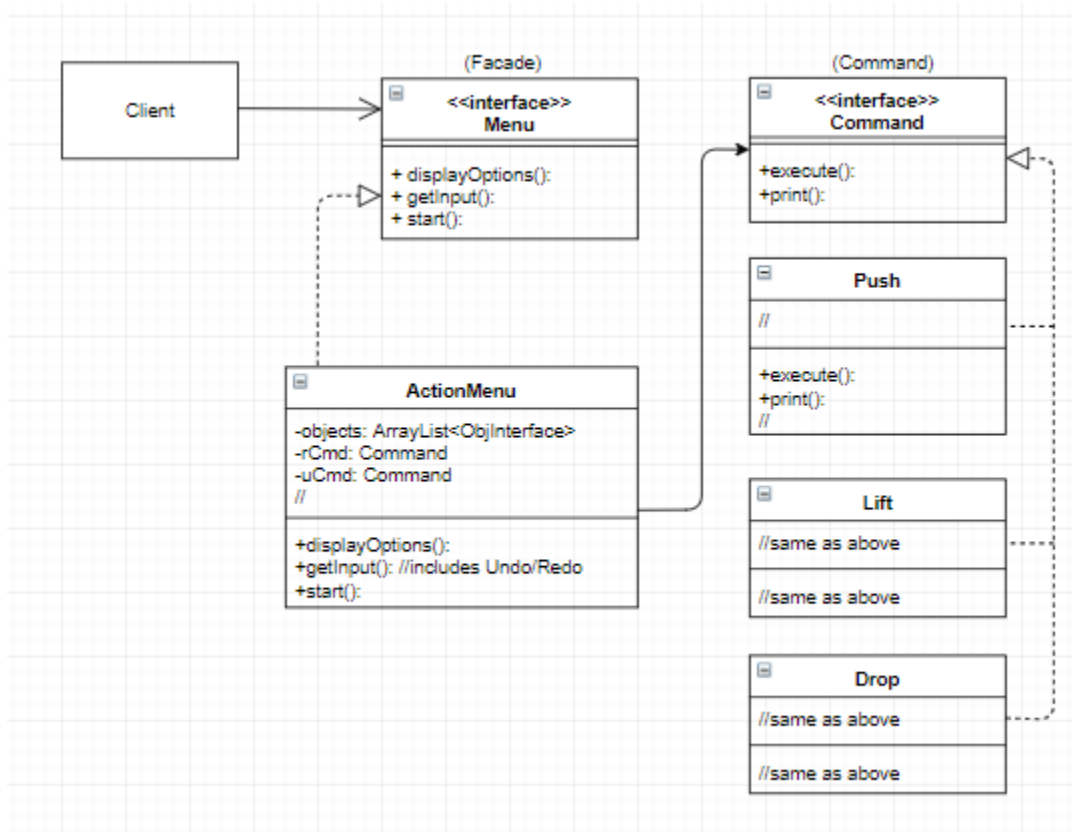 Client
(Facade)
<<interface>>
Menu
+ displayOptions():
+ getInput():
+ start():
(Command)
<<interface>>
Command
+execute():
+print():
Push
//
+execute():
+print():
//
ActionMenu
-objects: ArrayList<ObjInterface>
-rCmd: Command
-uCmd: Command
//
+displayOptions():
+getInput(): //includes Undo/Redo
+start():
Lift
//same as above
//same as above
Drop
//same as above
//same as above